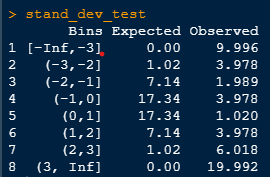 > stand_dev_test
Bins Expected Observed
1 [-Inf,-3] 0.00 9.996
2 (-3,-2] 1.02 3.978
3 (-2,-1] 7.14 1.989
4 (-1,0] 17.34 3.978
5 (0,1] 17.34 1.020
6 (1,2] 7.14 3.978
7 (2,3] 1.02 6.018
8 (3, Inf] 0.00 19.992